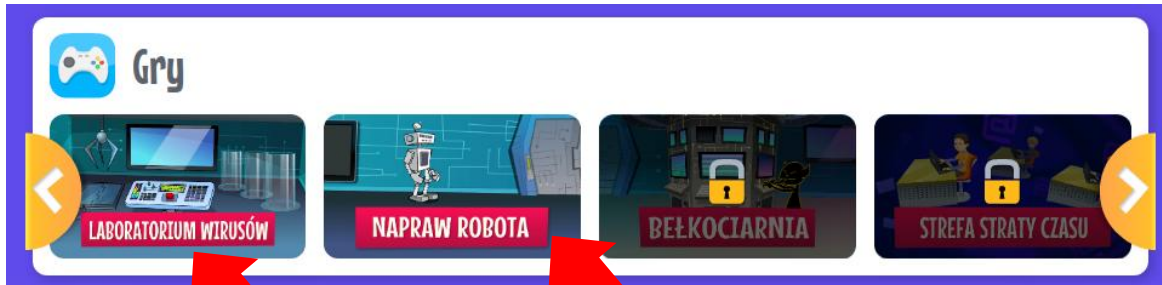 Gry
LABORATORIUM WIRUSÓW
NAPRAW ROBOTA
BEŁKOCIARNIA
STREFA STRATY CZASU